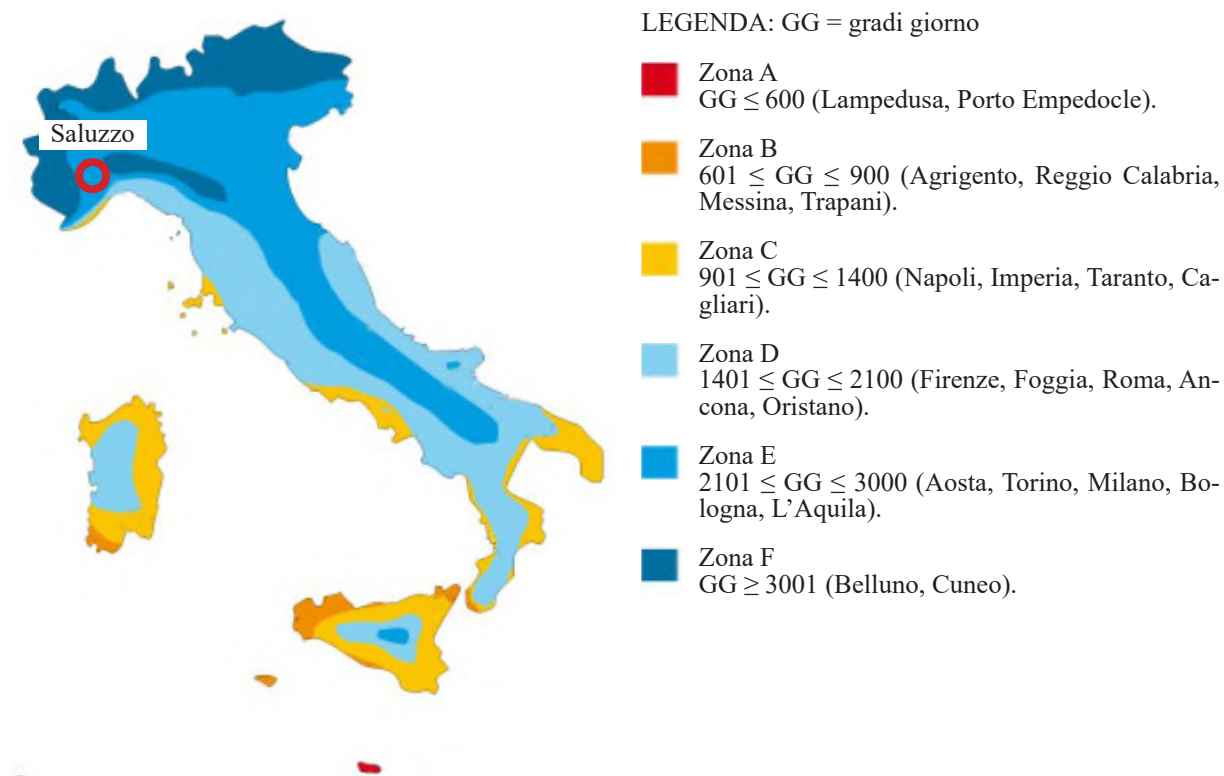 Saluzzo
LEGENDA: GG = gradi giorno
Zona A
GG ≤ 600 (Lampedusa, Porto Empedocle).
Zona B
601 ≤ GG ≤ 900 (Agrigento, Reggio Calabria,
Messina, Trapani).
Zona C
901 ≤ GG ≤ 1400 (Napoli, Imperia, Taranto, Ca-
gliari).
Zona D
1401 ≤ GG ≤ 2100 (Firenze, Foggia, Roma, An-
cona, Oristano).
Zona E
2101 ≤ GG ≤ 3000 (Aosta, Torino, Milano, Bo-
logna, L’Aquila).
Zona F
GG ≥ 3001 (Belluno, Cuneo).